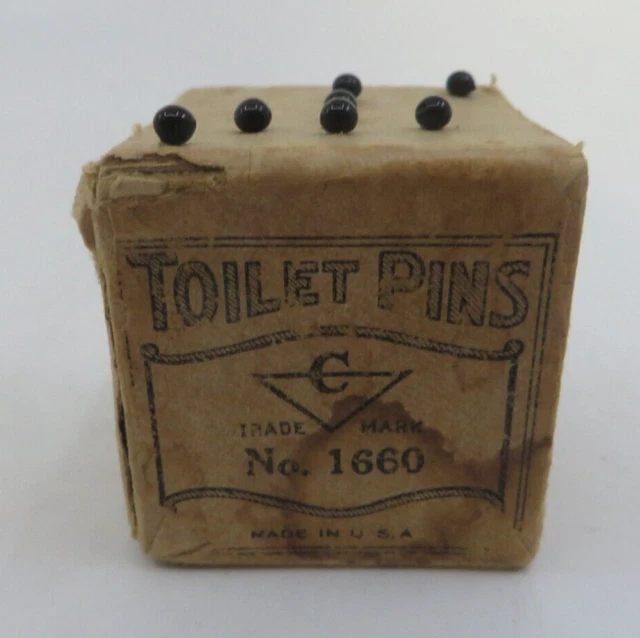 TOILET PINS
C
TRADE MARK
No. 1660
MADE IN U.S.A